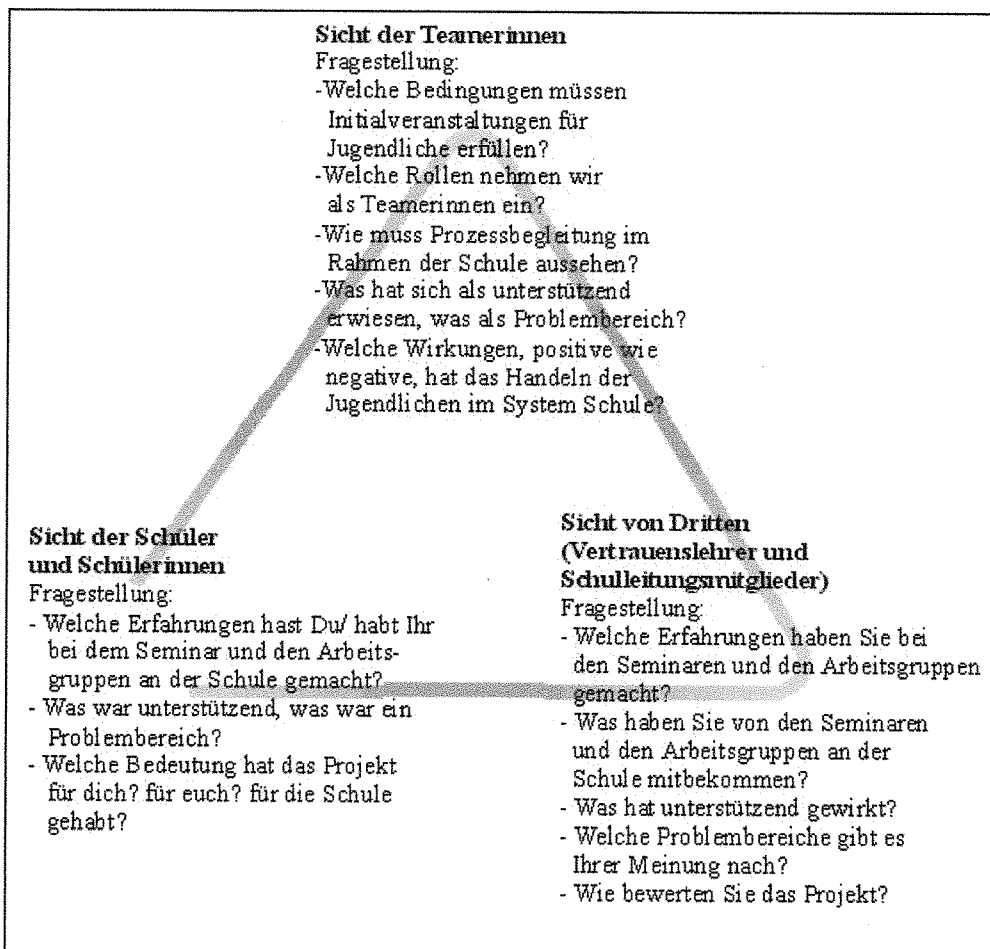 Sicht der Teamerinnen
Fragestellung:
-Welche Bedingungen müssen
Initialveranstaltungen für
Jugendliche erfüllen?
-Welche Rollen nehmen wir
als Teamerinnen ein?
-Wie muss Prozessbegleitung im
Rahmen der Schule aussehen?
-Was hat sich als unterstützend
erwiesen, was als Problembereich?
-Welche Wirkungen, positive wie
negative, hat das Handeln der
Jugendlichen im System Schule?
Sicht der Schüler
und Schülerinnen
Fragestellung:
- Welche Erfahrungen hast Du/ habt Ihr
bei dem Seminar und den Arbeits-
gruppen an der Schule gemacht?
- Was war unterstützend, was war ein
Problembereich?
- Welche Bedeutung hat das Projekt
für dich? für euch? für die Schule
gehabt?
Sicht von Dritten
(Vertrauenslehrer und
Schulleitungsmitglieder)
Fragestellung:
- Welche Erfahrungen haben Sie bei
den Seminaren und den Arbeitsgruppen
gemacht?
- Was haben Sie von den Seminaren
und den Arbeitsgruppen an der
Schule mitbekommen?
- Was hat unterstützend gewirkt?
- Welche Problembereiche gibt es
Ihrer Meinung nach?
- Wie bewerten Sie das Projekt?